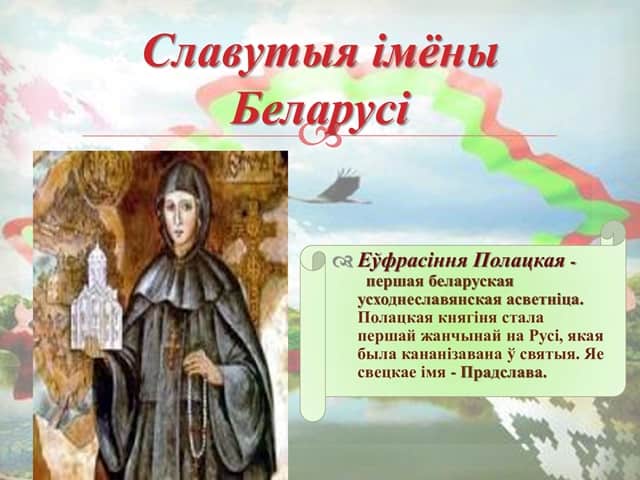 Славутыя імёны
Беларусі
Еўфрасіння Полацкая -
першая беларуская
усходнеславянская асветніца.
Полацкая княгіня стала
першай жанчынай на Русі, якая
была кананізавана ў святыя. Яе
свецкае імя - Прадслава.